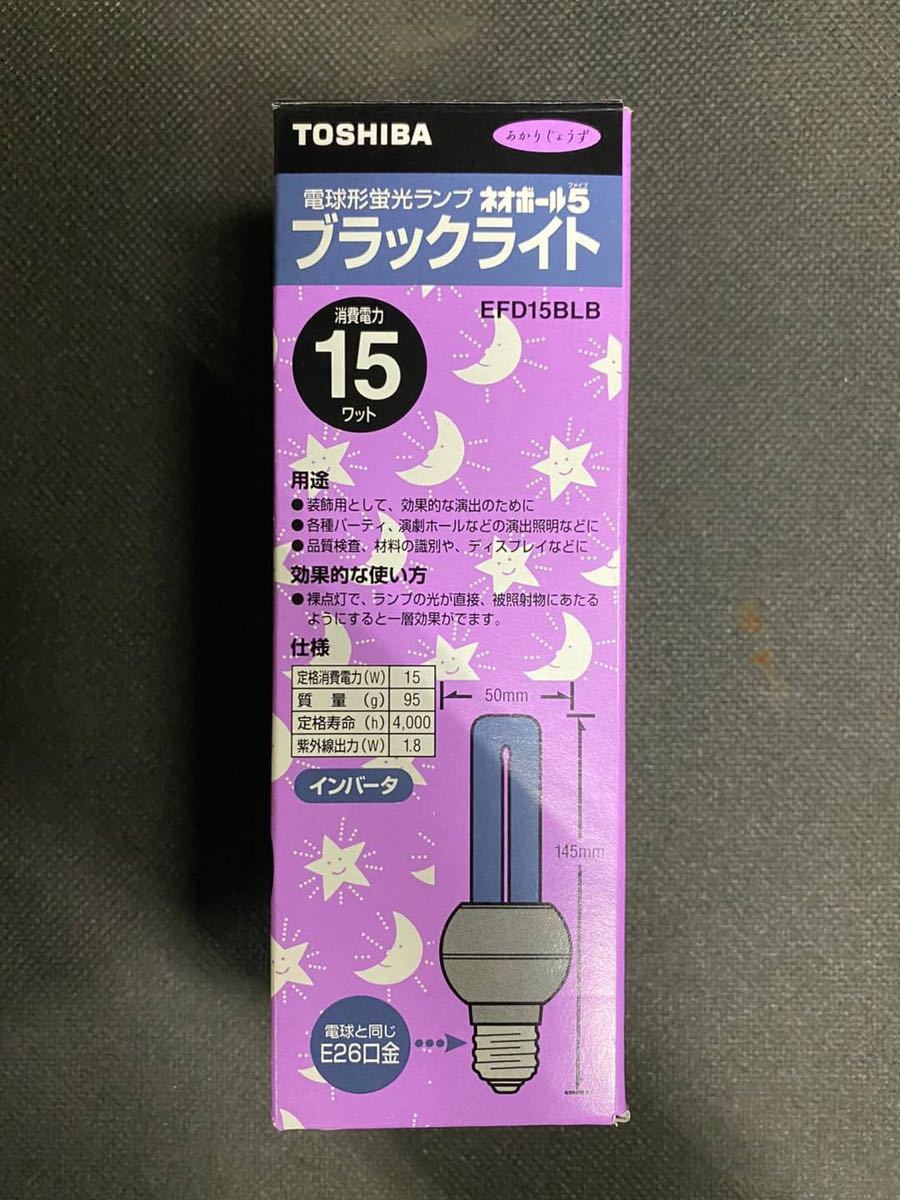 TOSHIBA
あかりじょうず
電球形蛍光ランプ ネオボール5
ファイブ
ブラックライト
EFD15BLB
消費電力
15
ワット
用途
●装飾用として、効果的な演出のために
●各種パーティ、演劇ホールなどの演出照明などに
●品質検査、材料の識別や、ディスプレイなどに
効果的な使い方
●裸点灯で、ランプの光が直接、被照射物にあたる
ようにすると一層効果がでます。
仕様
定格消費電力(W) 15
質量(g) 95
定格寿命(h) 4,000
紫外線出力(W) 1.8
インバータ
50mm
145mm
電球と同じ
E26口金